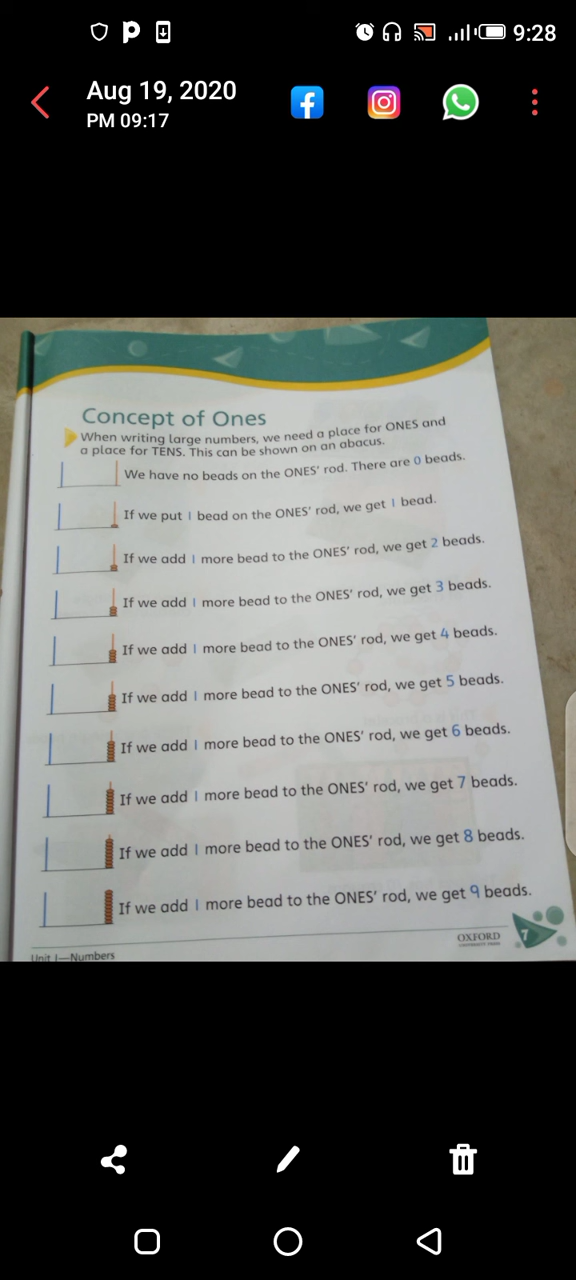 9:28
Aug 19, 2020
PM 09:17
Concept of Ones
When writing large numbers, we need a place for ONES and
a place for TENS. This can be shown on an abacus.
We have no beads on the ONES' rod. There are 0 beads.
If we put 1 bead on the ONES' rod, we get 1 bead.
If we add 1 more bead to the ONES' rod, we get 2 beads.
If we add 1 more bead to the ONES' rod, we get 3 beads.
If we add 1 more bead to the ONES' rod, we get 4 beads.
If we add 1 more bead to the ONES' rod, we get 5 beads.
If we add 1 more bead to the ONES' rod, we get 6 beads.
If we add 1 more bead to the ONES' rod, we get 7 beads.
If we add 1 more bead to the ONES' rod, we get 8 beads.
If we add 1 more bead to the ONES' rod, we get 9 beads.
OXFORD
UNIVERSITY PRESS
7
Unit 1—Numbers